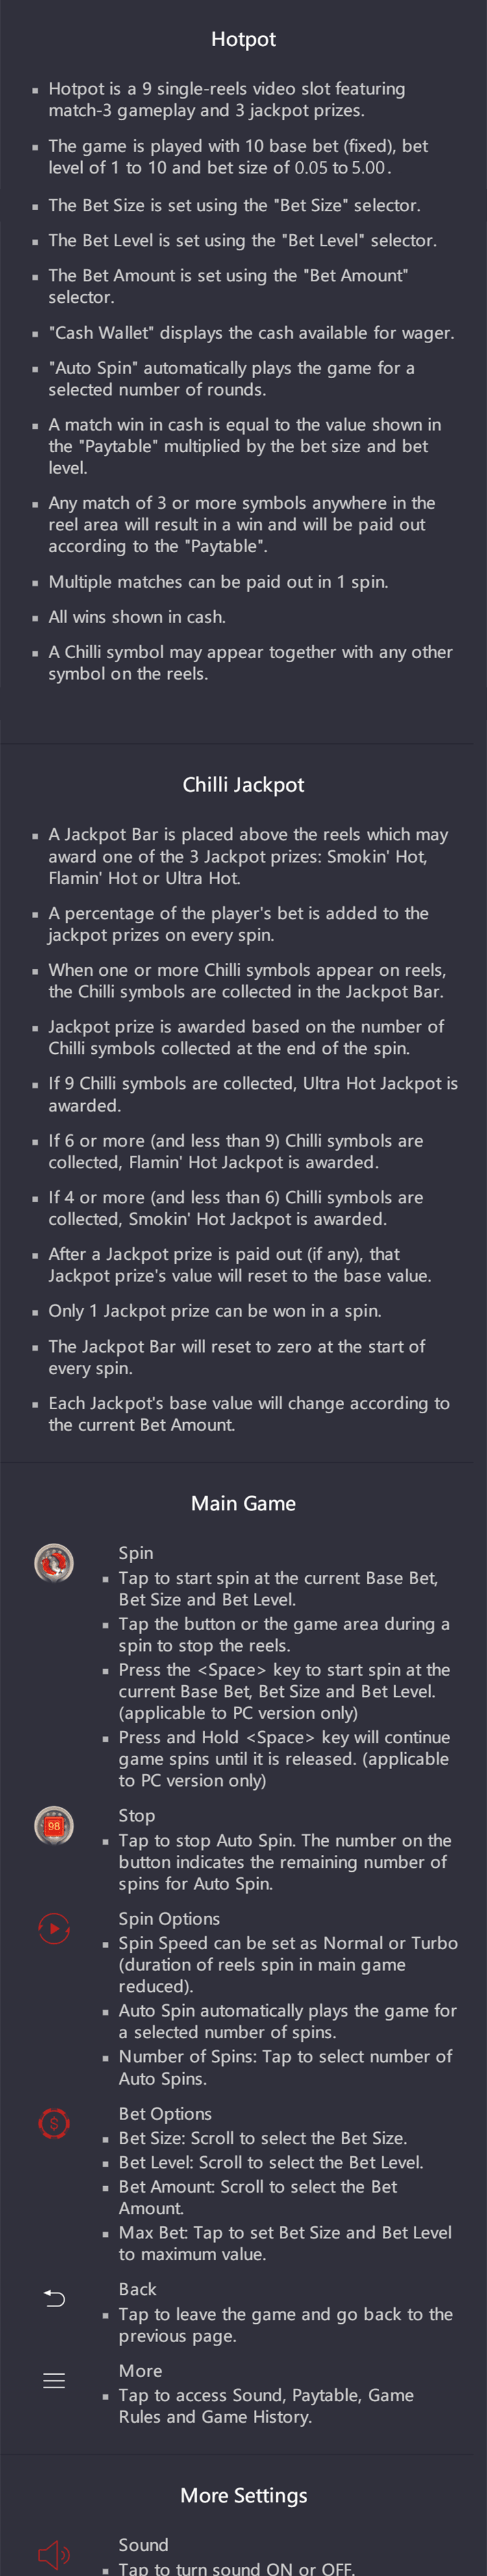 Hotpot
▪ Hotpot is a 9 single-reels video slot featuring
match-3 gameplay and 3 jackpot prizes.
▪ The game is played with 10 base bet (fixed), bet
level of 1 to 10 and bet size of 0.05 to 5.00 .
▪ The Bet Size is set using the "Bet Size" selector.
▪ The Bet Level is set using the "Bet Level" selector.
▪ The Bet Amount is set using the "Bet Amount"
selector.
▪ "Cash Wallet" displays the cash available for wager.
▪ "Auto Spin" automatically plays the game for a
selected number of rounds.
▪ A match win in cash is equal to the value shown in
the "Paytable" multiplied by the bet size and bet
level.
▪ Any match of 3 or more symbols anywhere in the
reel area will result in a win and will be paid out
according to the "Paytable".
▪ Multiple matches can be paid out in 1 spin.
▪ All wins shown in cash.
▪ A Chilli symbol may appear together with any other
symbol on the reels.
Chilli Jackpot
▪ A Jackpot Bar is placed above the reels which may
award one of the 3 Jackpot prizes: Smokin' Hot,
Flamin' Hot or Ultra Hot.
▪ A percentage of the player's bet is added to the
jackpot prizes on every spin.
▪ When one or more Chilli symbols appear on reels,
the Chilli symbols are collected in the Jackpot Bar.
▪ Jackpot prize is awarded based on the number of
Chilli symbols collected at the end of the spin.
▪ If 9 Chilli symbols are collected, Ultra Hot Jackpot is
awarded.
▪ If 6 or more (and less than 9) Chilli symbols are
collected, Flamin' Hot Jackpot is awarded.
▪ If 4 or more (and less than 6) Chilli symbols are
collected, Smokin' Hot Jackpot is awarded.
▪ After a Jackpot prize is paid out (if any), that
Jackpot prize's value will reset to the base value.
▪ Only 1 Jackpot prize can be won in a spin.
▪ The Jackpot Bar will reset to zero at the start of
every spin.
▪ Each Jackpot's base value will change according to
the current Bet Amount.
Main Game
Spin
▪ Tap to start spin at the current Base Bet,
Bet Size and Bet Level.
▪ Tap the button or the game area during a
spin to stop the reels.
▪ Press the <Space> key to start spin at the
current Base Bet, Bet Size and Bet Level.
(applicable to PC version only)
▪ Press and Hold <Space> key will continue
game spins until it is released. (applicable
to PC version only)
98
Stop
▪ Tap to stop Auto Spin. The number on the
button indicates the remaining number of
spins for Auto Spin.
Spin Options
▪ Spin Speed can be set as Normal or Turbo
(duration of reels spin in main game
reduced).
▪ Auto Spin automatically plays the game for
a selected number of spins.
▪ Number of Spins: Tap to select number of
Auto Spins.
$
Bet Options
▪ Bet Size: Scroll to select the Bet Size.
▪ Bet Level: Scroll to select the Bet Level.
▪ Bet Amount: Scroll to select the Bet
Amount.
▪ Max Bet: Tap to set Bet Size and Bet Level
to maximum value.
Back
▪ Tap to leave the game and go back to the
previous page.
More
▪ Tap to access Sound, Paytable, Game
Rules and Game History.
More Settings
Sound
▪ Tap to turn sound ON or OFF.